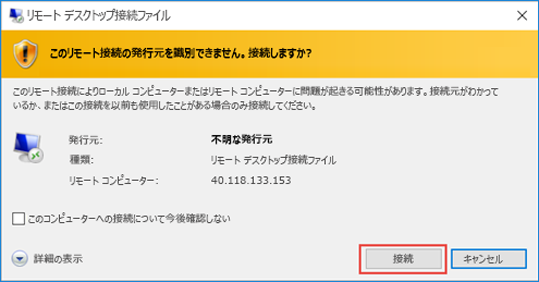 リモート デスクトップ接続ファイル
このリモート接続の発行元を識別できません。接続しますか?
このリモート接続によりローカル コンピューターまたはリモート コンピューターに問題が起きる可能性があります。接続元がわかって
いるか、またはこの接続を以前も使用したことがある場合のみ接続してください。
発行元: 不明な発行元
種類: リモート デスクトップ接続ファイル
リモート コンピューター: 40.118.133.153
このコンピューターへの接続について今後確認しない
詳細の表示 接続 キャンセル